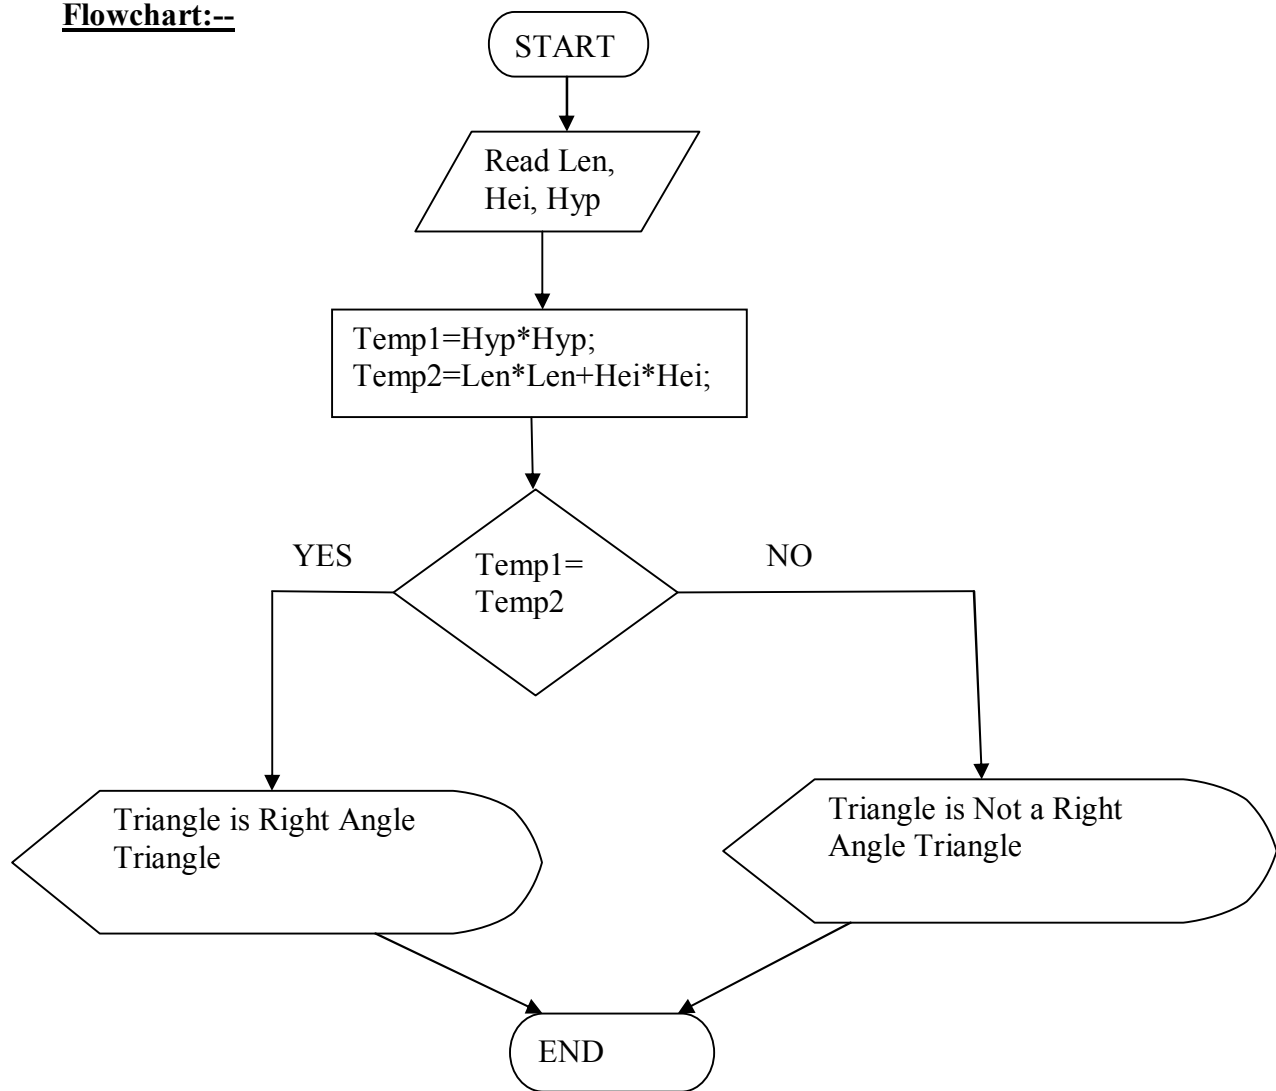 Flowchart:--
START
Read Len,
Hei, Hyp
Temp1=Hyp*Hyp;
Temp2=Len*Len+Hei*Hei;
YES
Temp1=
Temp2
NO
Triangle is Right Angle
Triangle
Triangle is Not a Right
Angle Triangle
END